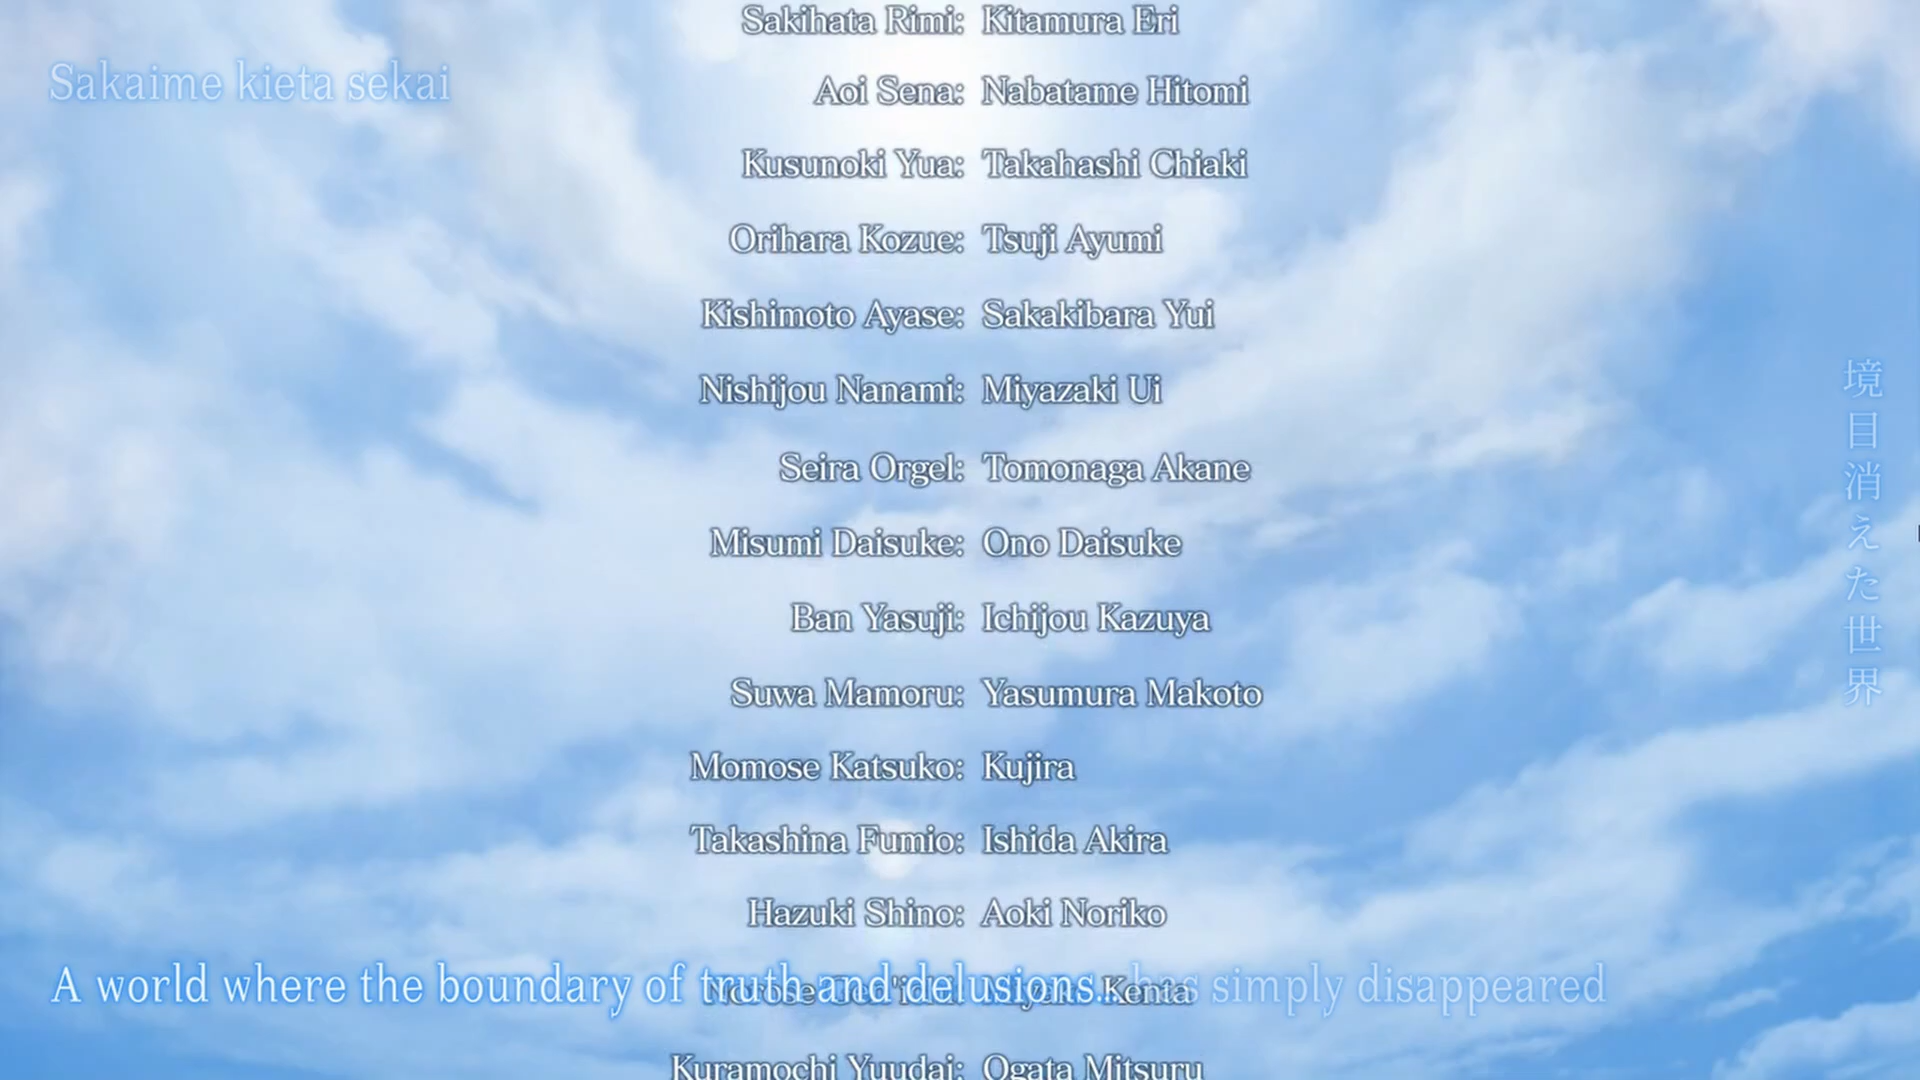 Sakihata Rimi: Kitamura Eri
Sakaime kieta sekai
Aoi Sena: Nabatame Hitomi
Kusunoki Yua: Takahashi Chiaki
Orihara Kozue: Tsuji Ayumi
Kishimoto Ayase: Sakakibara Yui
Nishijou Nanami: Miyazaki Ui
Seira Orgel: Tomonaga Akane
Misumi Daisuke: Ono Daisuke
Ban Yasuji: Ichijou Kazuya
Suwa Mamoru: Yasumura Makoto
Momose Katsuko: Kujira
Takashina Fumio: Ishida Akira
Hazuki Shino: Aoki Noriko
A world where the boundary of truth and delusions... has simply disappeared
Norose Kenta
Kuramochi Yuudai: Ogata Mitsuru
境目消えた世界